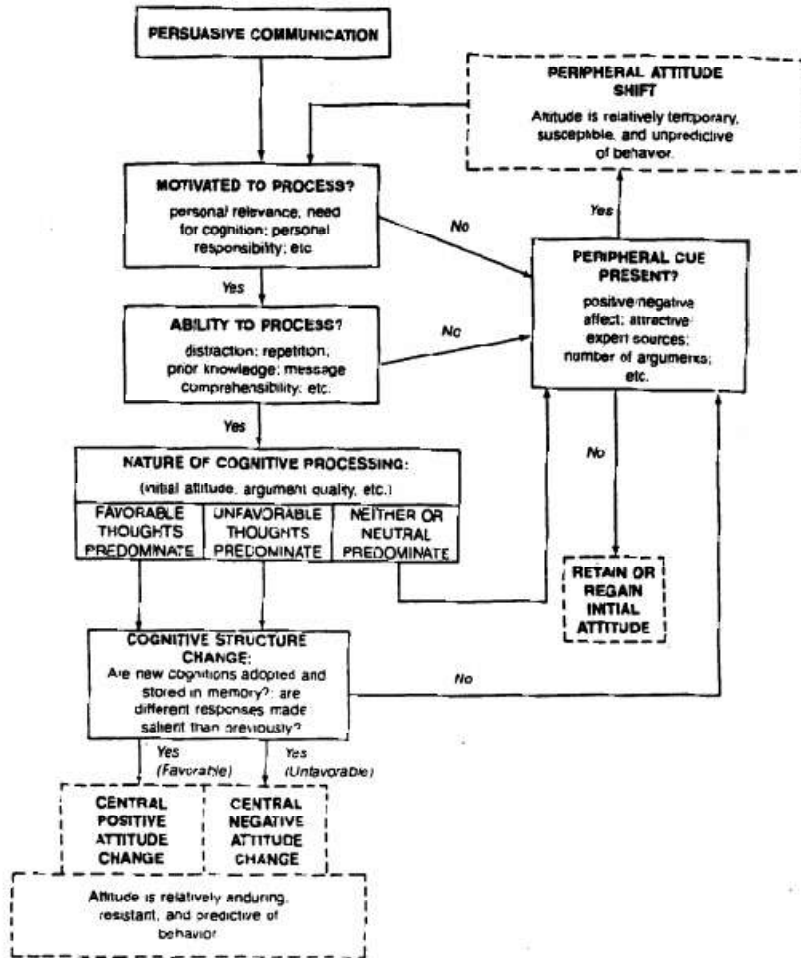 PERSUASIVE COMMUNICATION
PERIPHERAL ATTITUDE
SHIFT
Attitude is relatively temporary,
susceptible, and unpredictive
of behavior.
MOTIVATED TO PROCESS?
personal relevance, need
for cognition; personal
responsibility; etc
No
Yes
Yes
PERIPHERAL CUE
PRESENT?
positive/negative
affect; attractive-
expert sources;
number of arguments;
etc.
ABILITY TO PROCESS?
distraction; repetition;
prior knowledge; message
comprehensibility; etc.
No
Yes
No
NATURE OF COGNITIVE PROCESSING:
(initial attitude, argument quality, etc.)
FAVORABLE
THOUGHTS
PREDOMINATE
UNFAVORABLE
THOUGHTS
PREDOMINATE
NEITHER OR
NEUTRAL
PREDOMINATE
RETAIN OR
REGAIN
INITIAL
ATTITUDE
COGNITIVE STRUCTURE
CHANGE:
Are new cognitions adopted and
stored in memory?; are
different responses made
salient than previously?
No
Yes
(Favorable)
Yes
(Unfavorable)
CENTRAL
POSITIVE
ATTITUDE
CHANGE
CENTRAL
NEGATIVE
ATTITUDE
CHANGE
Attitude is relatively enduring,
resistant, and predictive of
behavior